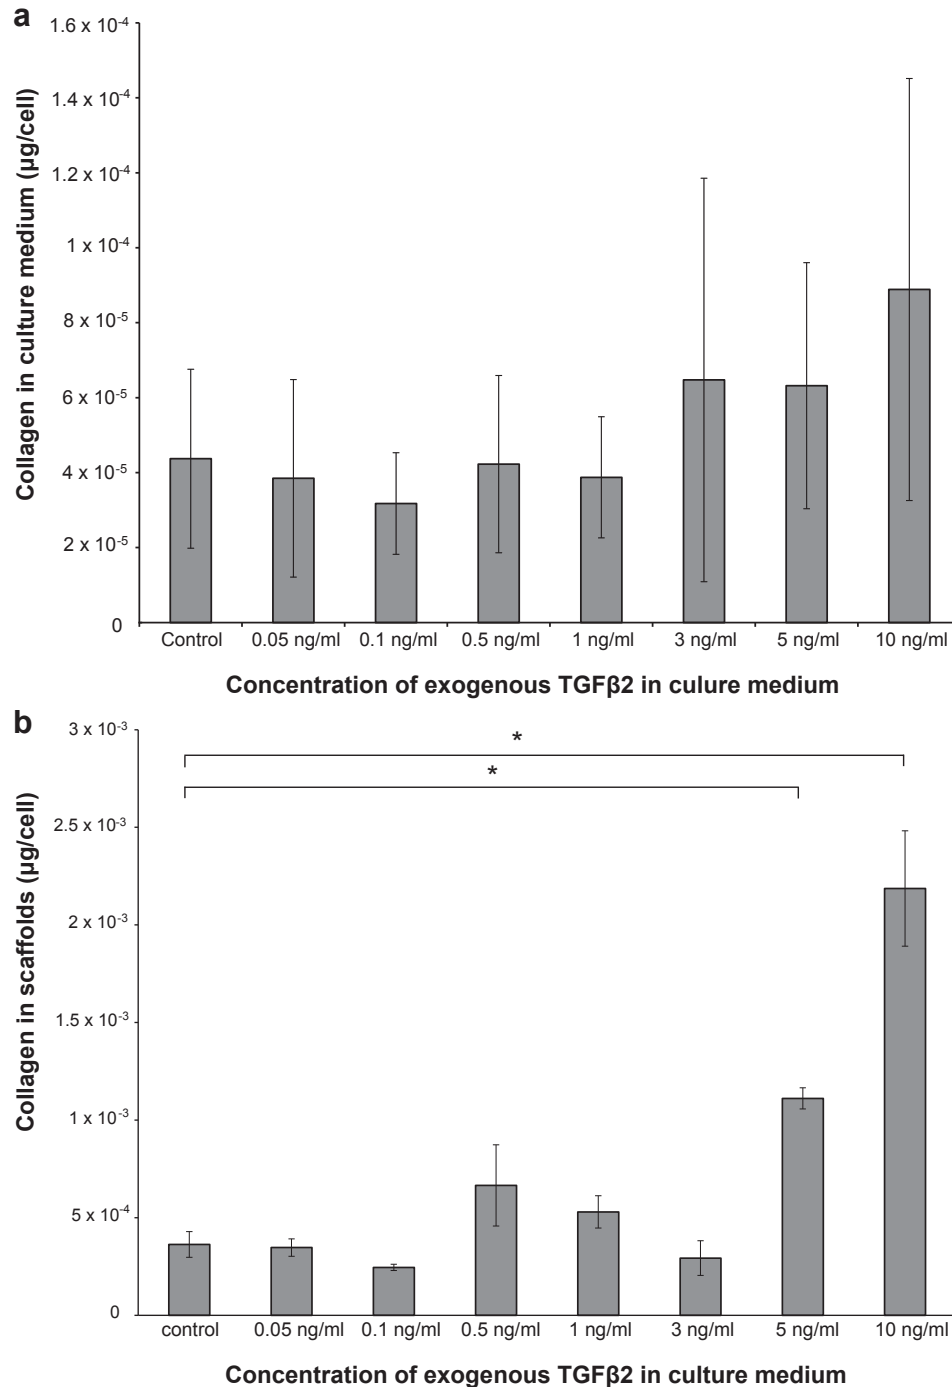 a
Collagen in culture medium (µg/cell)
1.6 x 10⁻⁴
1.4 x 10⁻⁴
1.2 x 10⁻⁴
1 x 10⁻⁴
8 x 10⁻⁵
6 x 10⁻⁵
4 x 10⁻⁵
2 x 10⁻⁵
0
Control 0.05 ng/ml 0.1 ng/ml 0.5 ng/ml 1 ng/ml 3 ng/ml 5 ng/ml 10 ng/ml
Concentration of exogenous TGFβ2 in culure medium
b
Collagen in scaffolds (µg/cell)
3 x 10⁻³
*
*
2.5 x 10⁻³
2 x 10⁻³
1.5 x 10⁻³
1 x 10⁻³
5 x 10⁻⁴
0
control 0.05 ng/ml 0.1 ng/ml 0.5 ng/ml 1 ng/ml 3 ng/ml 5 ng/ml 10 ng/ml
Concentration of exogenous TGFβ2 in culture medium